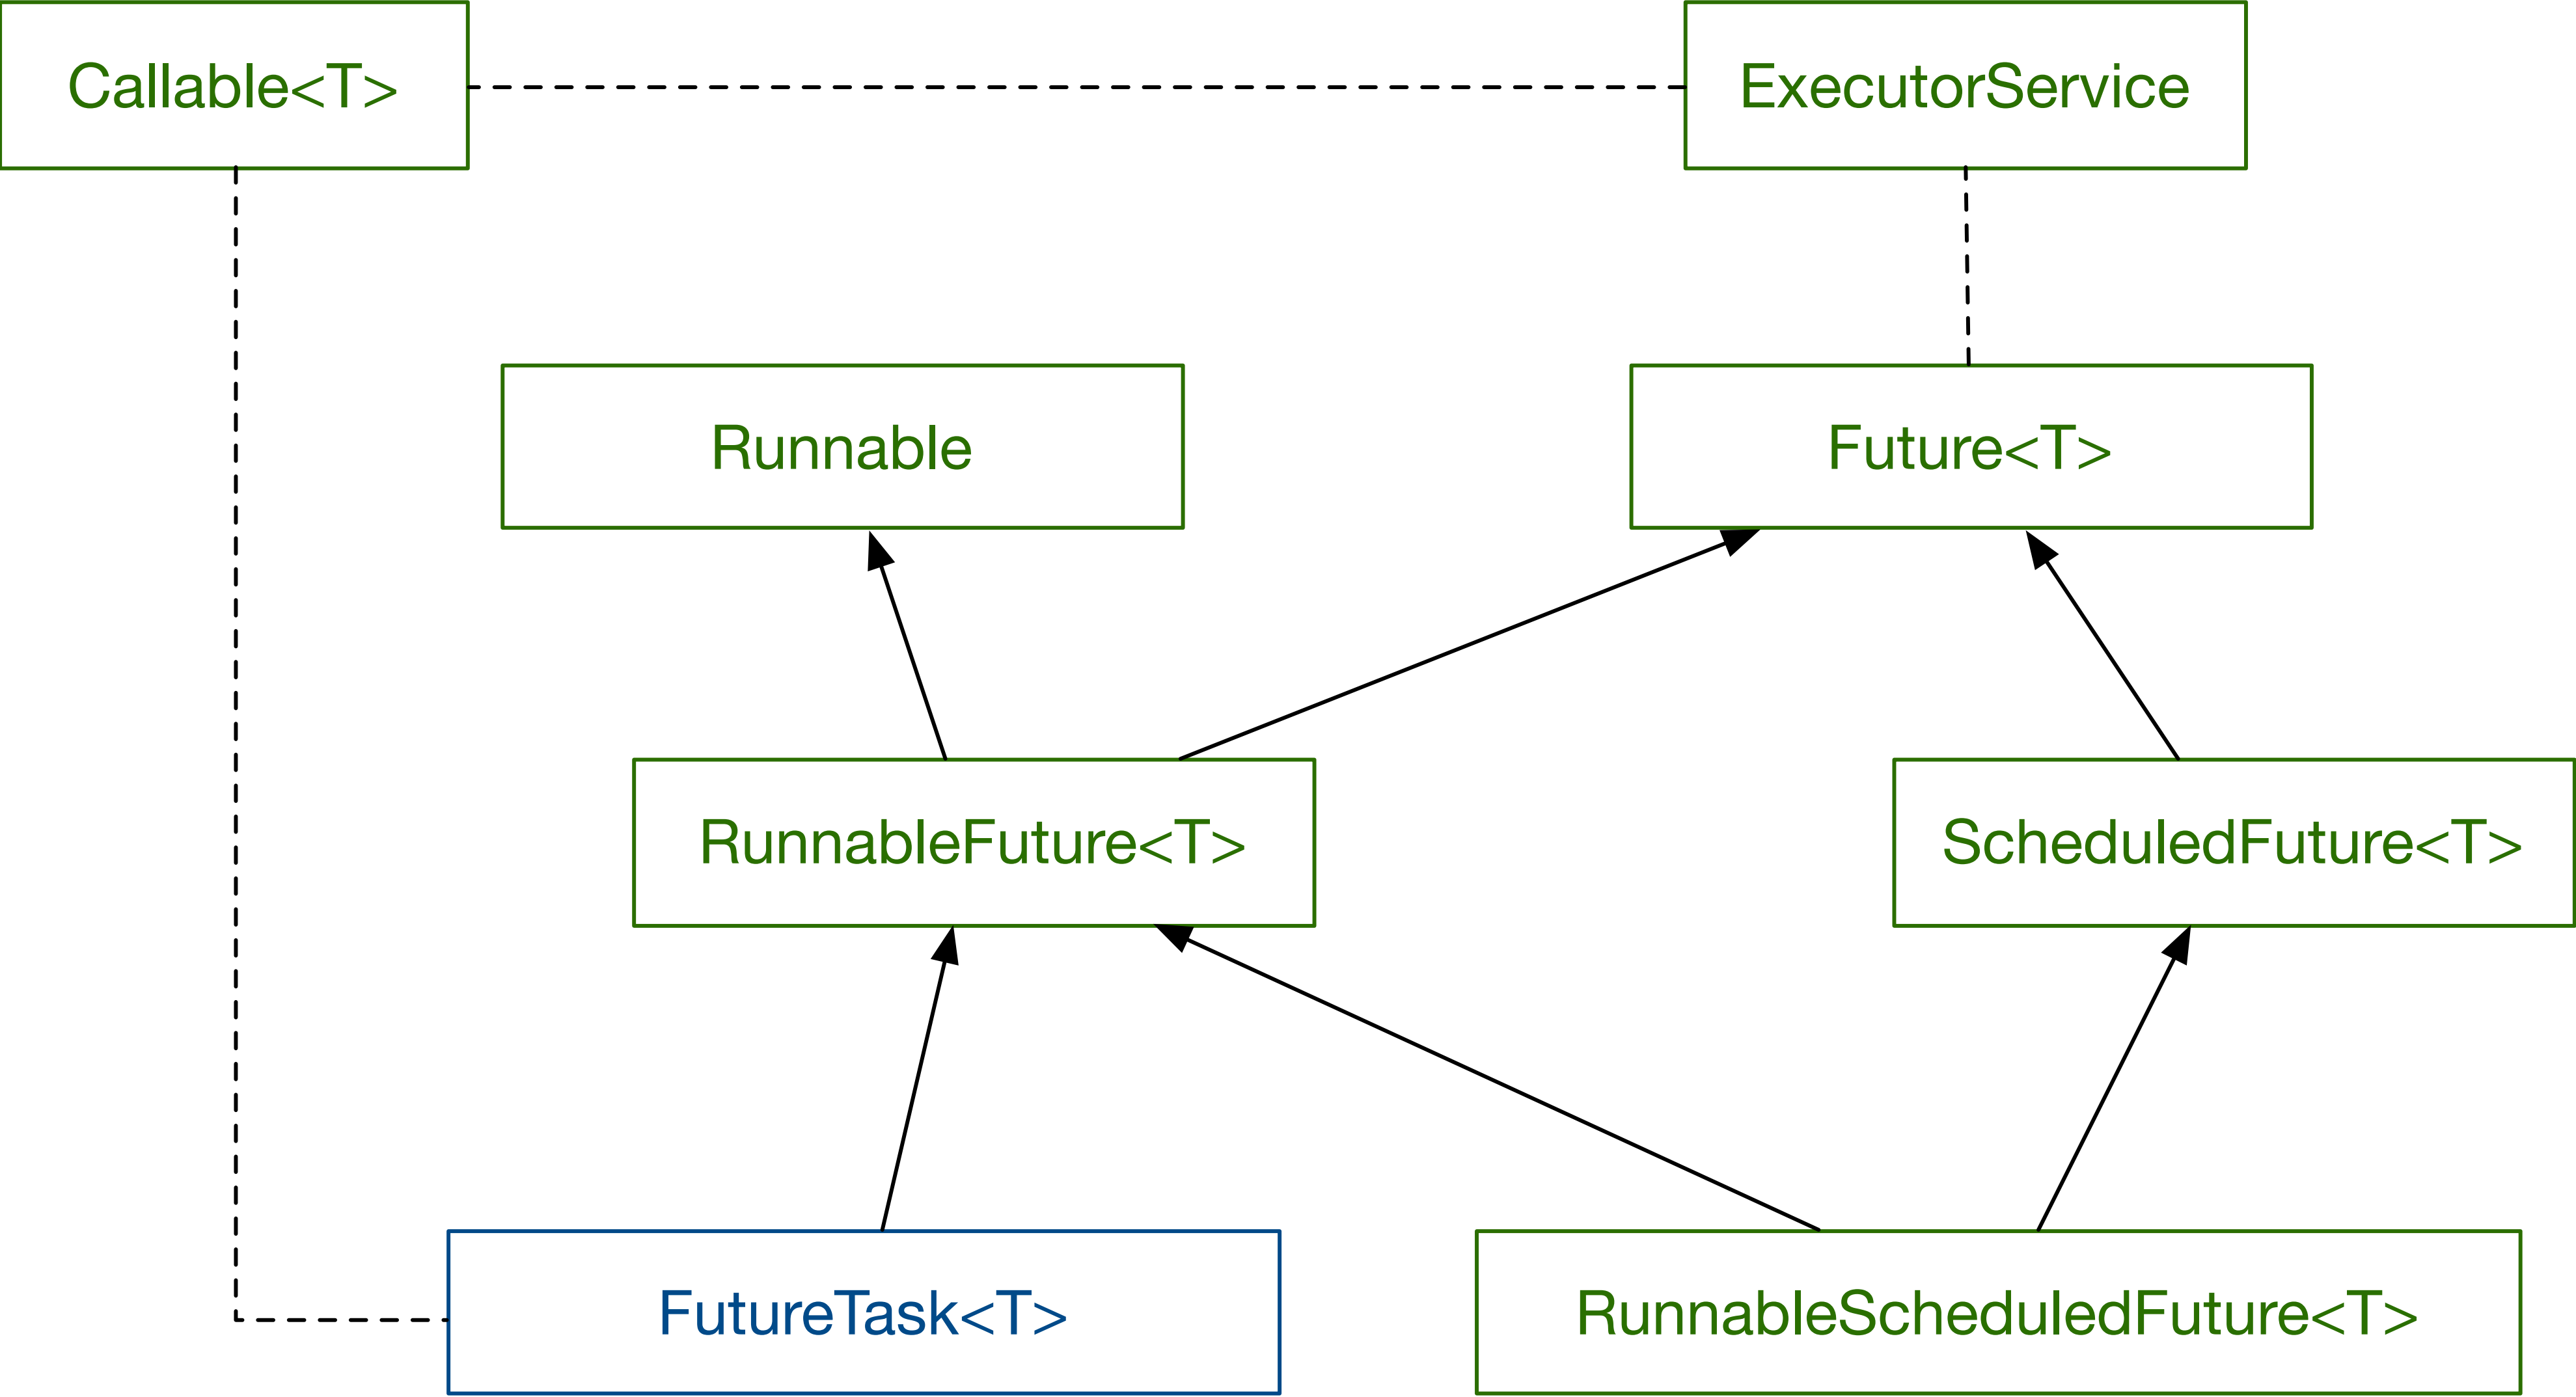 Callable<T>
ExecutorService
Runnable
Future<T>
RunnableFuture<T>
ScheduledFuture<T>
FutureTask<T>
RunnableScheduledFuture<T>